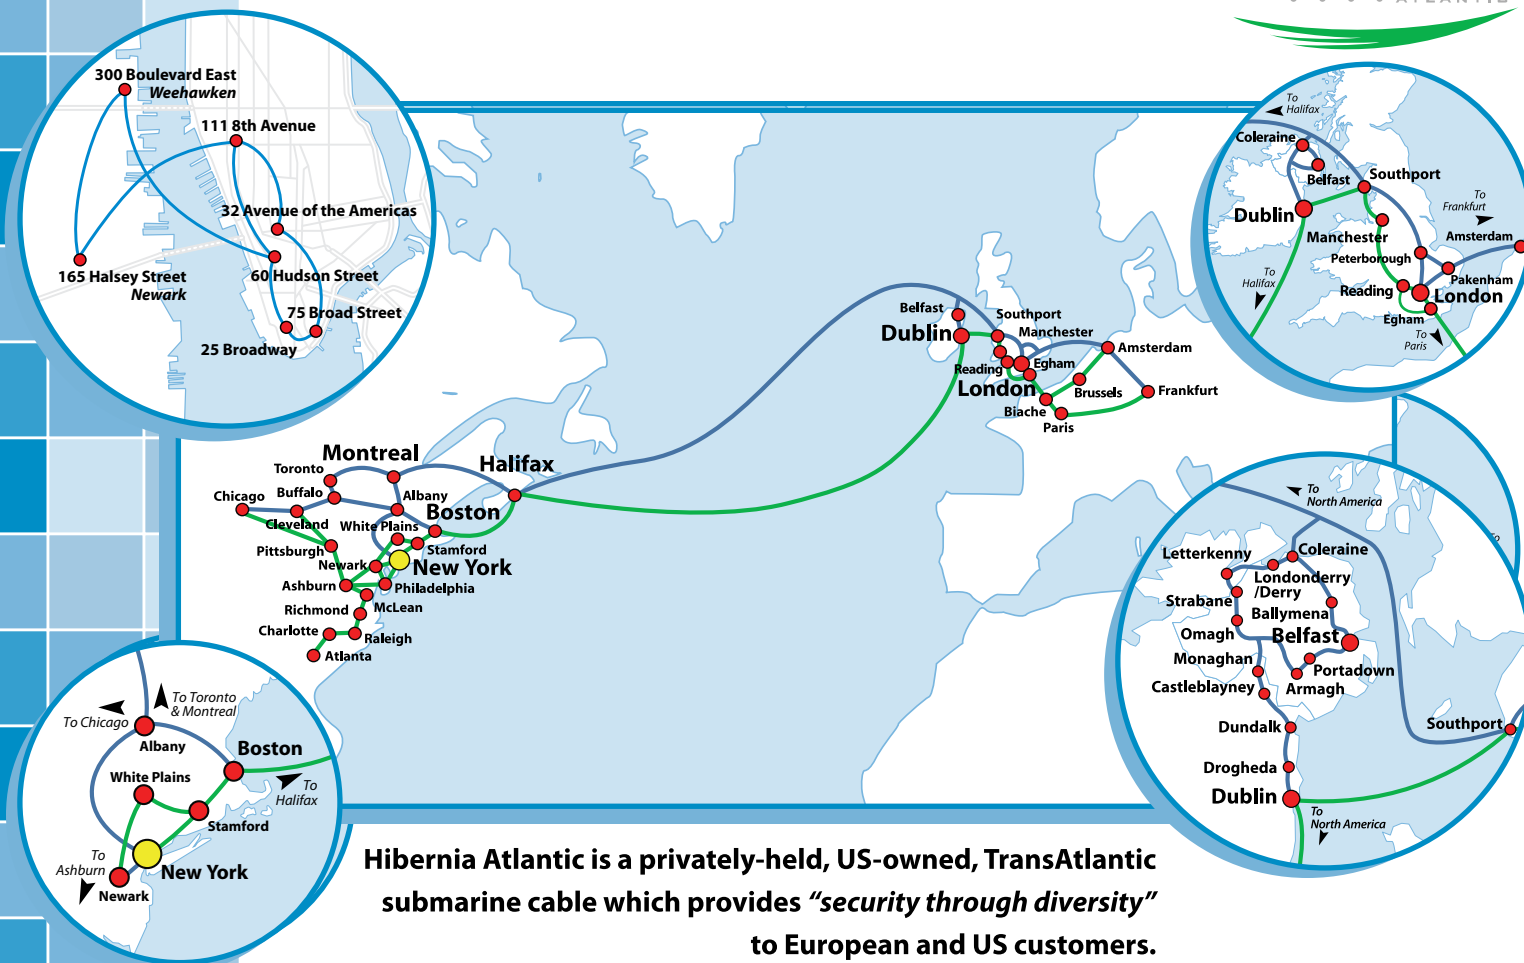 ATLANTIC
300 Boulevard East
Weehawken
111 8th Avenue
32 Avenue of the Americas
165 Halsey Street
Newark
60 Hudson Street
75 Broad Street
25 Broadway
To
Halifax
Coleraine
Belfast
Southport
To
Frankfurt
Dublin
Manchester
Amsterdam
Peterborough
To
Halifax
Pakenham
Reading
London
Egham
To
Paris
Belfast
Southport
Dublin
Manchester
Amsterdam
Reading
Egham
London
Brussels
Frankfurt
Biache
Paris
Montreal
Toronto
Halifax
Chicago
Buffalo
Albany
Boston
Cleveland
White Plains
Pittsburgh
Stamford
Newark
New York
Ashburn
Philadelphia
McLean
Richmond
Charlotte
Raleigh
Atlanta
To
North America
Letterkenny
Coleraine
Londonderry
/Derry
Strabane
Ballymena
Omagh
Belfast
Monaghan
Portadown
Castleblayney
Armagh
Dundalk
Southport
Drogheda
Dublin
To
North America
To Toronto
& Montreal
To Chicago
Albany
Boston
White Plains
To
Halifax
Stamford
To
Ashburn
New York
Newark
Hibernia Atlantic is a privately-held, US-owned, TransAtlantic
submarine cable which provides “security through diversity”
to European and US customers.